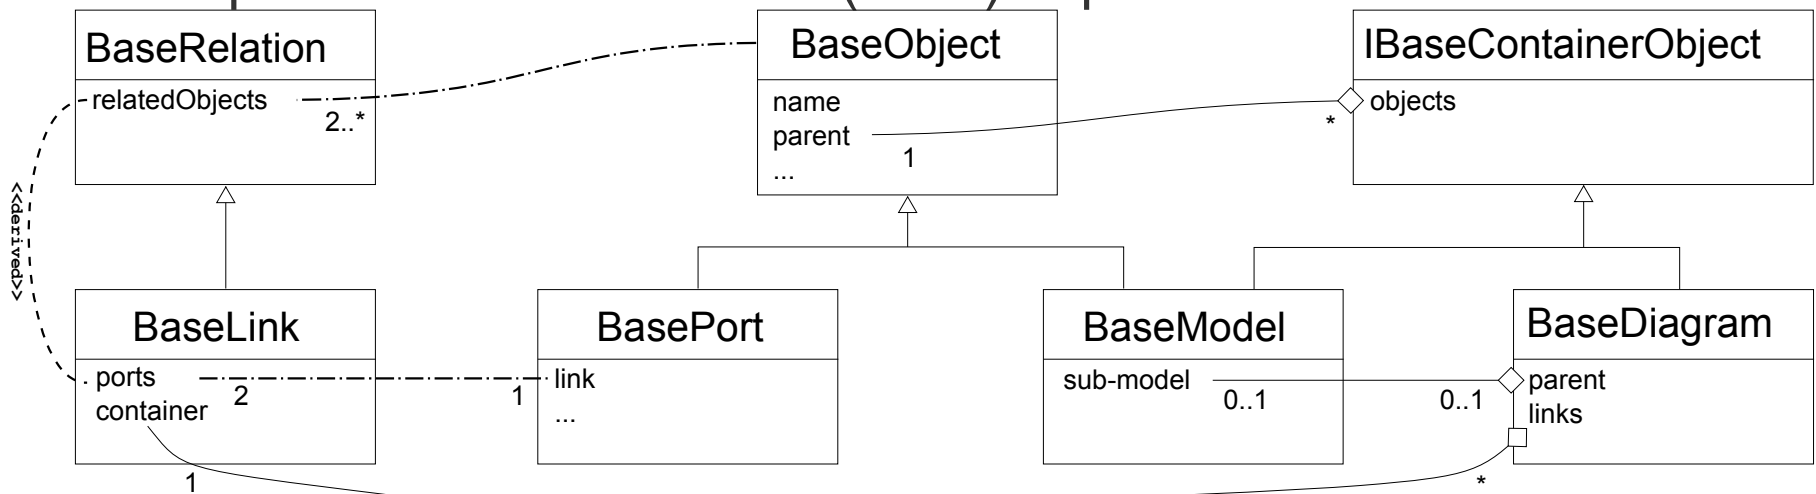 BaseRelation
relatedObjects
2..*
BaseObject
name
parent
1
...
IBaseContainerObject
objects
*
<<derived>>
BaseLink
ports
container
2
1
BasePort
1
link
...
BaseModel
sub-model
0..1
0..1
BaseDiagram
parent
links
*